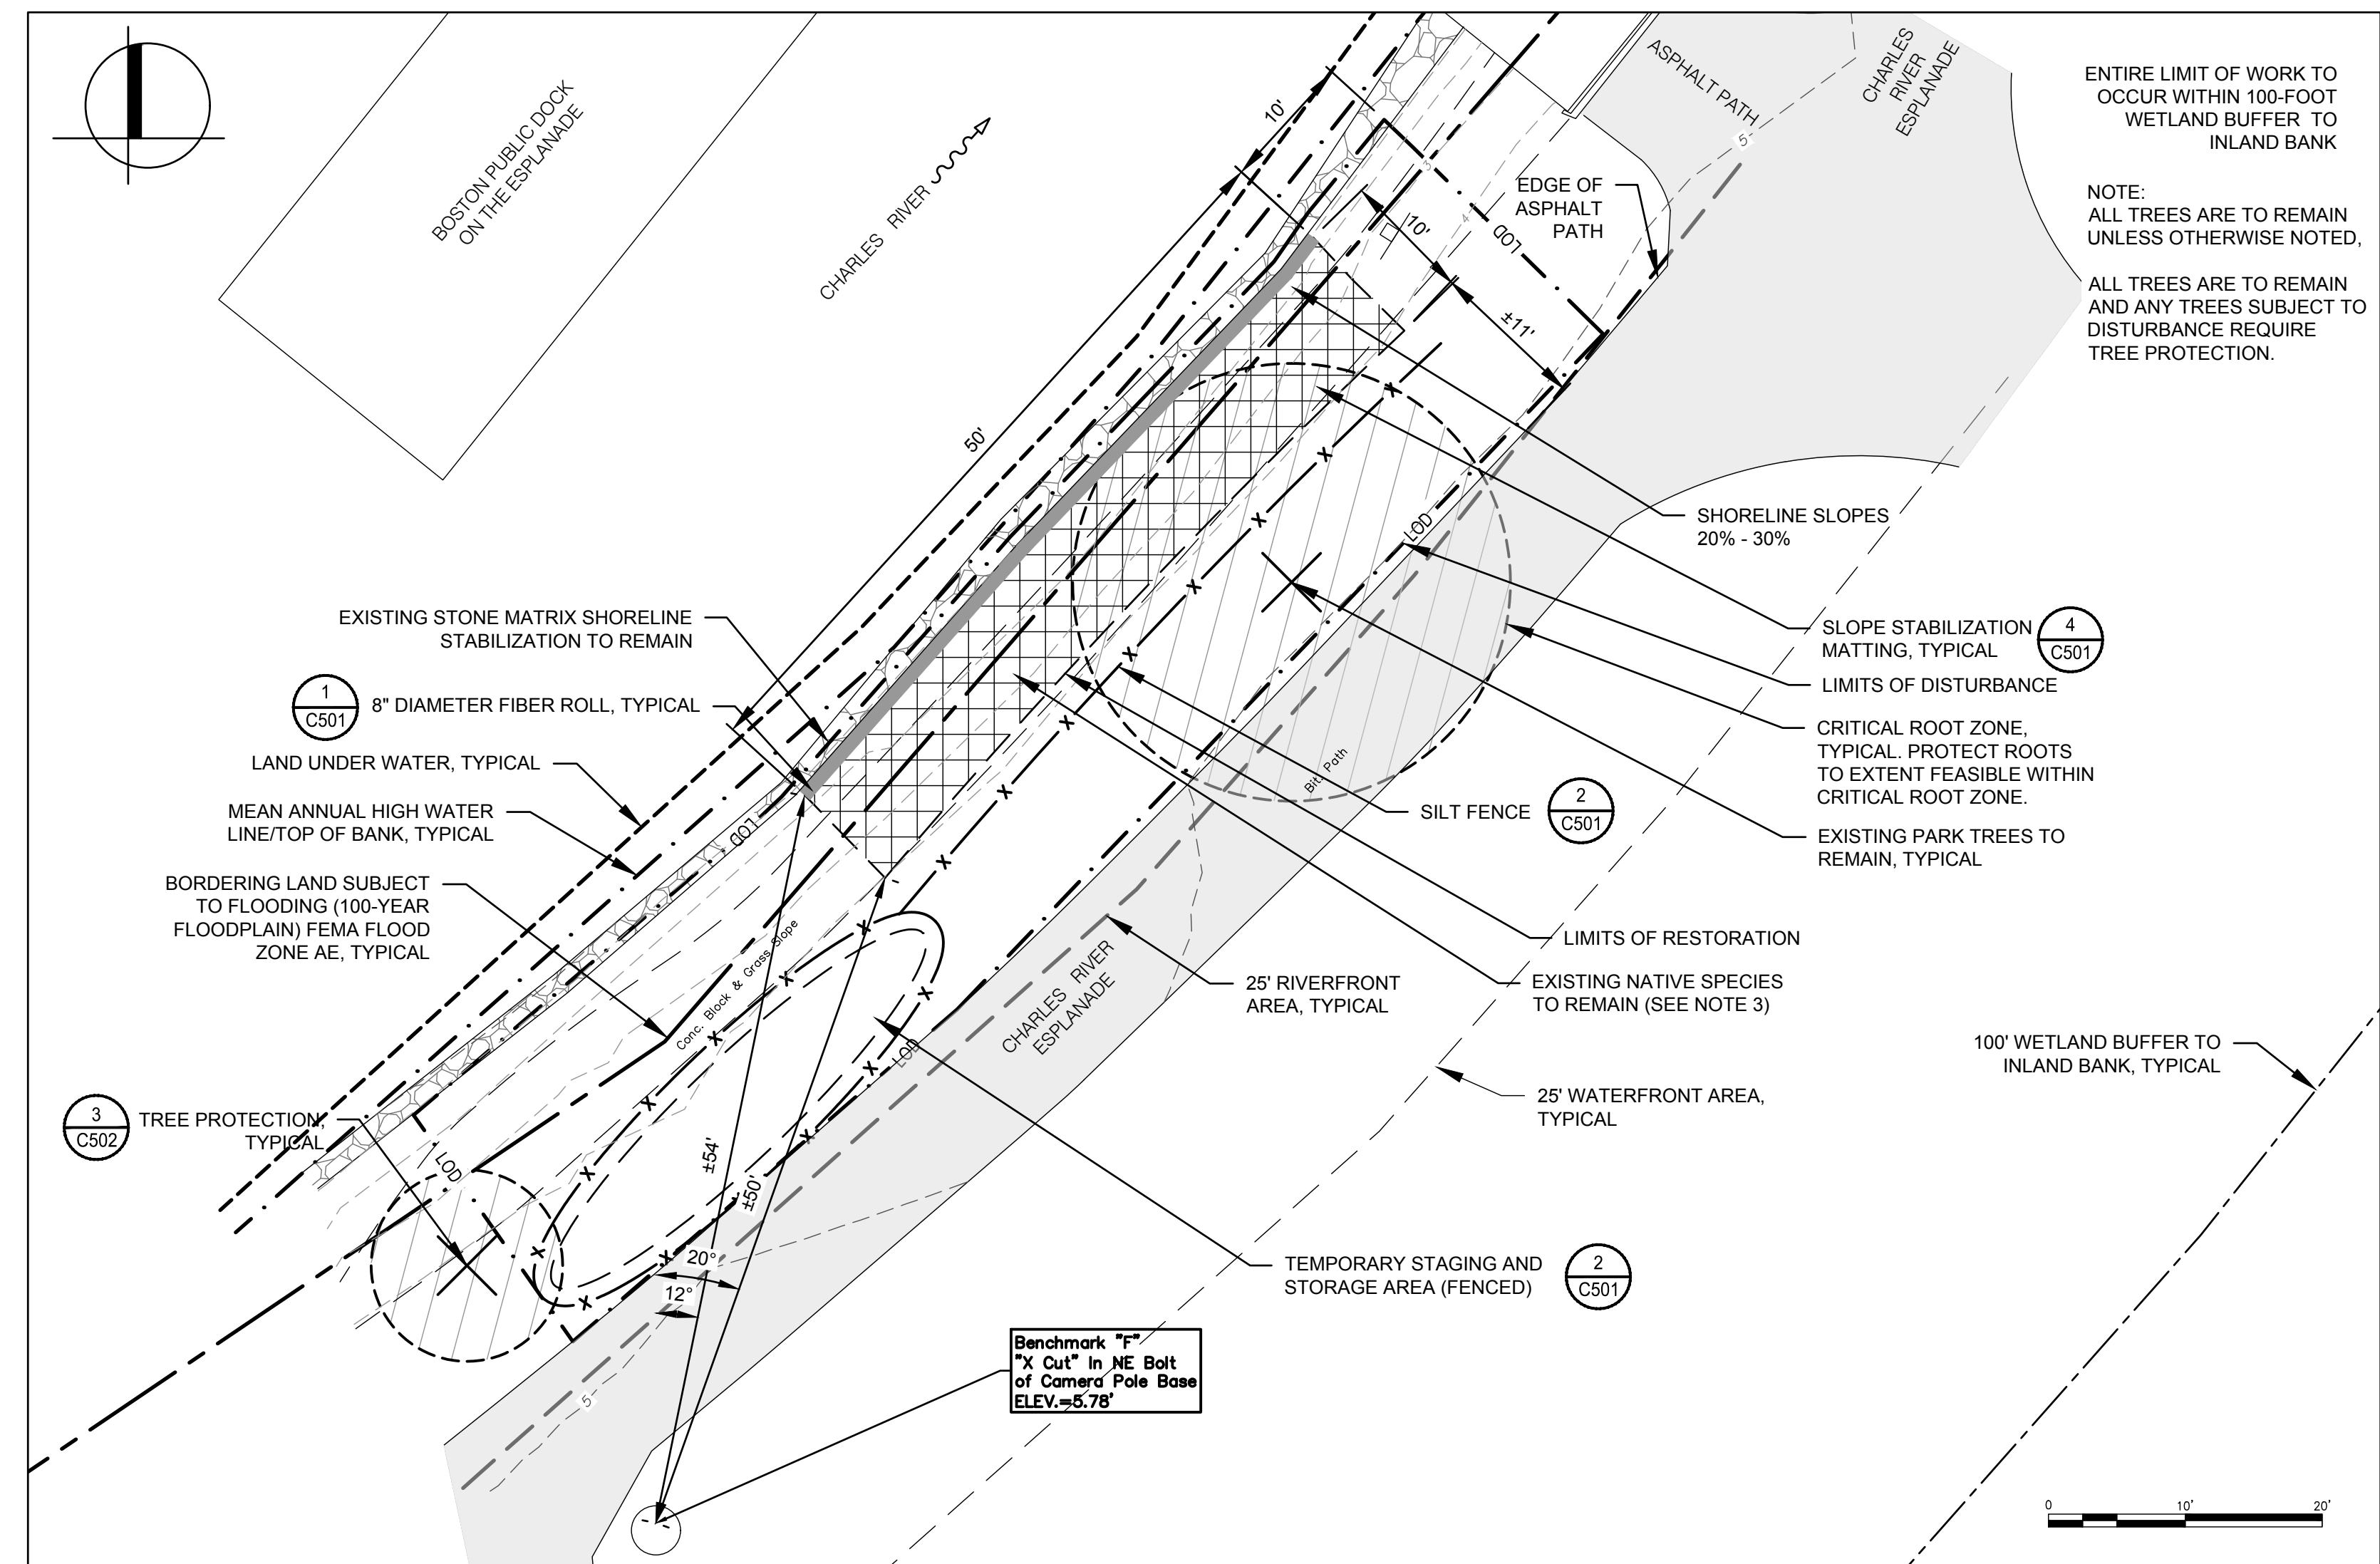 BOSTON PUBLIC DOCK
ON THE ESPLANADE
CHARLES RIVER
10'
50'
ASPHALT PATH
CHARLES
RIVER
ESPLANADE
5
3
4
10'
LOD
±11'
EDGE OF
ASPHALT
PATH
ENTIRE LIMIT OF WORK TO
OCCUR WITHIN 100-FOOT
WETLAND BUFFER TO
INLAND BANK
NOTE:
ALL TREES ARE TO REMAIN
UNLESS OTHERWISE NOTED,
ALL TREES ARE TO REMAIN
AND ANY TREES SUBJECT TO
DISTURBANCE REQUIRE
TREE PROTECTION.
SHORELINE SLOPES
20% - 30%
LOD
SLOPE STABILIZATION
MATTING, TYPICAL
4
C501
LIMITS OF DISTURBANCE
CRITICAL ROOT ZONE,
TYPICAL. PROTECT ROOTS
TO EXTENT FEASIBLE WITHIN
CRITICAL ROOT ZONE.
EXISTING PARK TREES TO
REMAIN, TYPICAL
SILT FENCE
2
C501
LIMITS OF RESTORATION
EXISTING NATIVE SPECIES
TO REMAIN (SEE NOTE 3)
25' RIVERFRONT
AREA, TYPICAL
100' WETLAND BUFFER TO
INLAND BANK, TYPICAL
25' WATERFRONT AREA,
TYPICAL
EXISTING STONE MATRIX SHORELINE
STABILIZATION TO REMAIN
1
C501
8" DIAMETER FIBER ROLL, TYPICAL
LAND UNDER WATER, TYPICAL
MEAN ANNUAL HIGH WATER
LINE/TOP OF BANK, TYPICAL
BORDERING LAND SUBJECT
TO FLOODING (100-YEAR
FLOODPLAIN) FEMA FLOOD
ZONE AE, TYPICAL
LOD
Conc. Block & Grass Slope
Bit. Path
CHARLES RIVER
ESPLANADE
LOD
3
C502
TREE PROTECTION,
TYPICAL
LOD
±54'
±50'
20°
12°
TEMPORARY STAGING AND
STORAGE AREA (FENCED)
2
C501
Benchmark "F"
"X Cut" In NE Bolt
of Camera Pole Base
ELEV.=5.78'
5
0 10' 20'